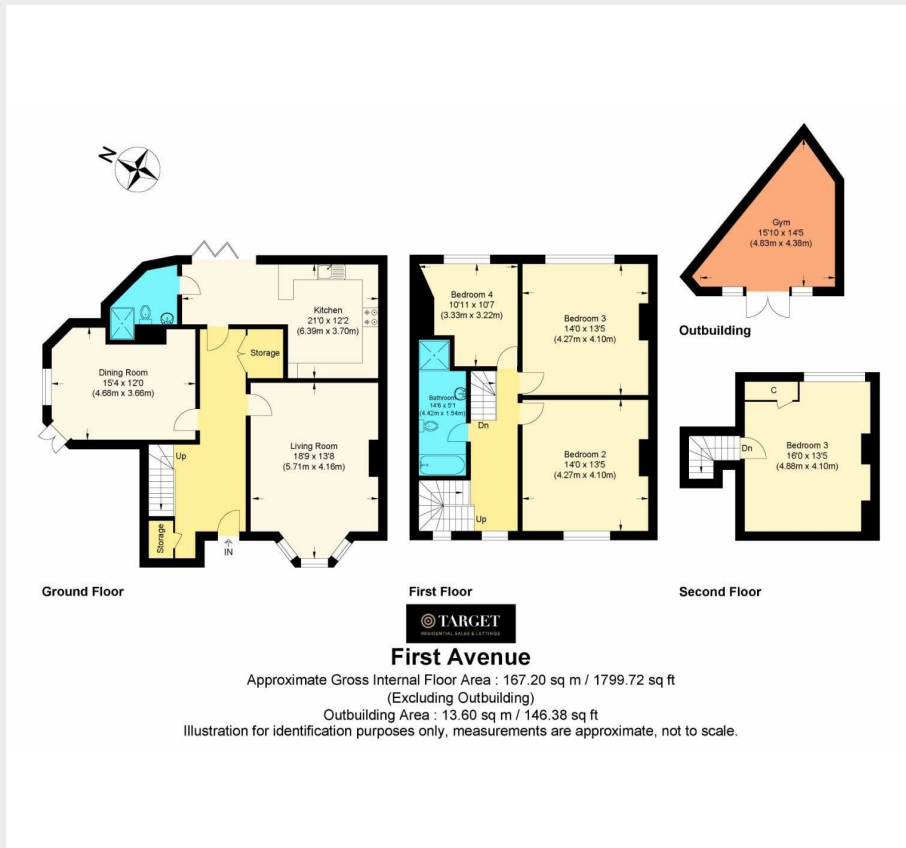 N
Kitchen
21'0 x 12'2
(6.39m x 3.70m)
Storage
Dining Room
15'4 x 12'0
(4.68m x 3.66m)
Living Room
18'9 x 13'8
(5.71m x 4.16m)
Up
Storage
IN
Ground Floor
Bedroom 4
10'11 x 10'7
(3.33m x 3.22m)
Bedroom 3
14'0 x 13'5
(4.27m x 4.10m)
Bathroom
14'6 x 5'1
(4.42m x 1.54m)
Dn
Bedroom 2
14'0 x 13'5
(4.27m x 4.10m)
Up
First Floor
Gym
15'10 x 14'5
(4.83m x 4.38m)
Outbuilding
C
Dn
Bedroom 3
16'0 x 13'5
(4.88m x 4.10m)
Second Floor
TARGET
RESIDENTIAL SALES & LETTINGS
First Avenue
Approximate Gross Internal Floor Area : 167.20 sq m / 1799.72 sq ft
(Excluding Outbuilding)
Outbuilding Area : 13.60 sq m / 146.38 sq ft
Illustration for identification purposes only, measurements are approximate, not to scale.